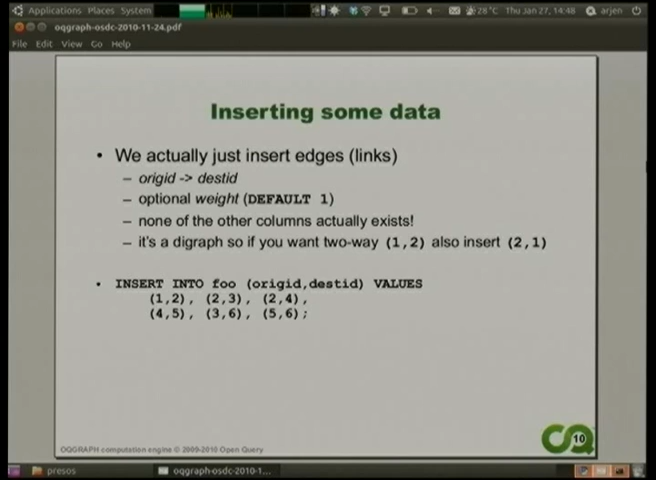 Applications Places System
28°C Thu Jan 27, 14:48 arjen
oqgraph-osdc-2010-11-24.pdf
File Edit View Go Help
Inserting some data
• We actually just insert edges (links)
– origid -> destid
– optional weight (DEFAULT 1)
– none of the other columns actually exists!
– it's a digraph so if you want two-way (1,2) also insert (2,1)
• INSERT INTO foo (origid,destid) VALUES
(1,2), (2,3), (2,4),
(4,5), (3,6), (5,6);
10
OQGRAPH computation engine © 2009-2010 Open Query
presos oqgraph-osdc-2010-1...